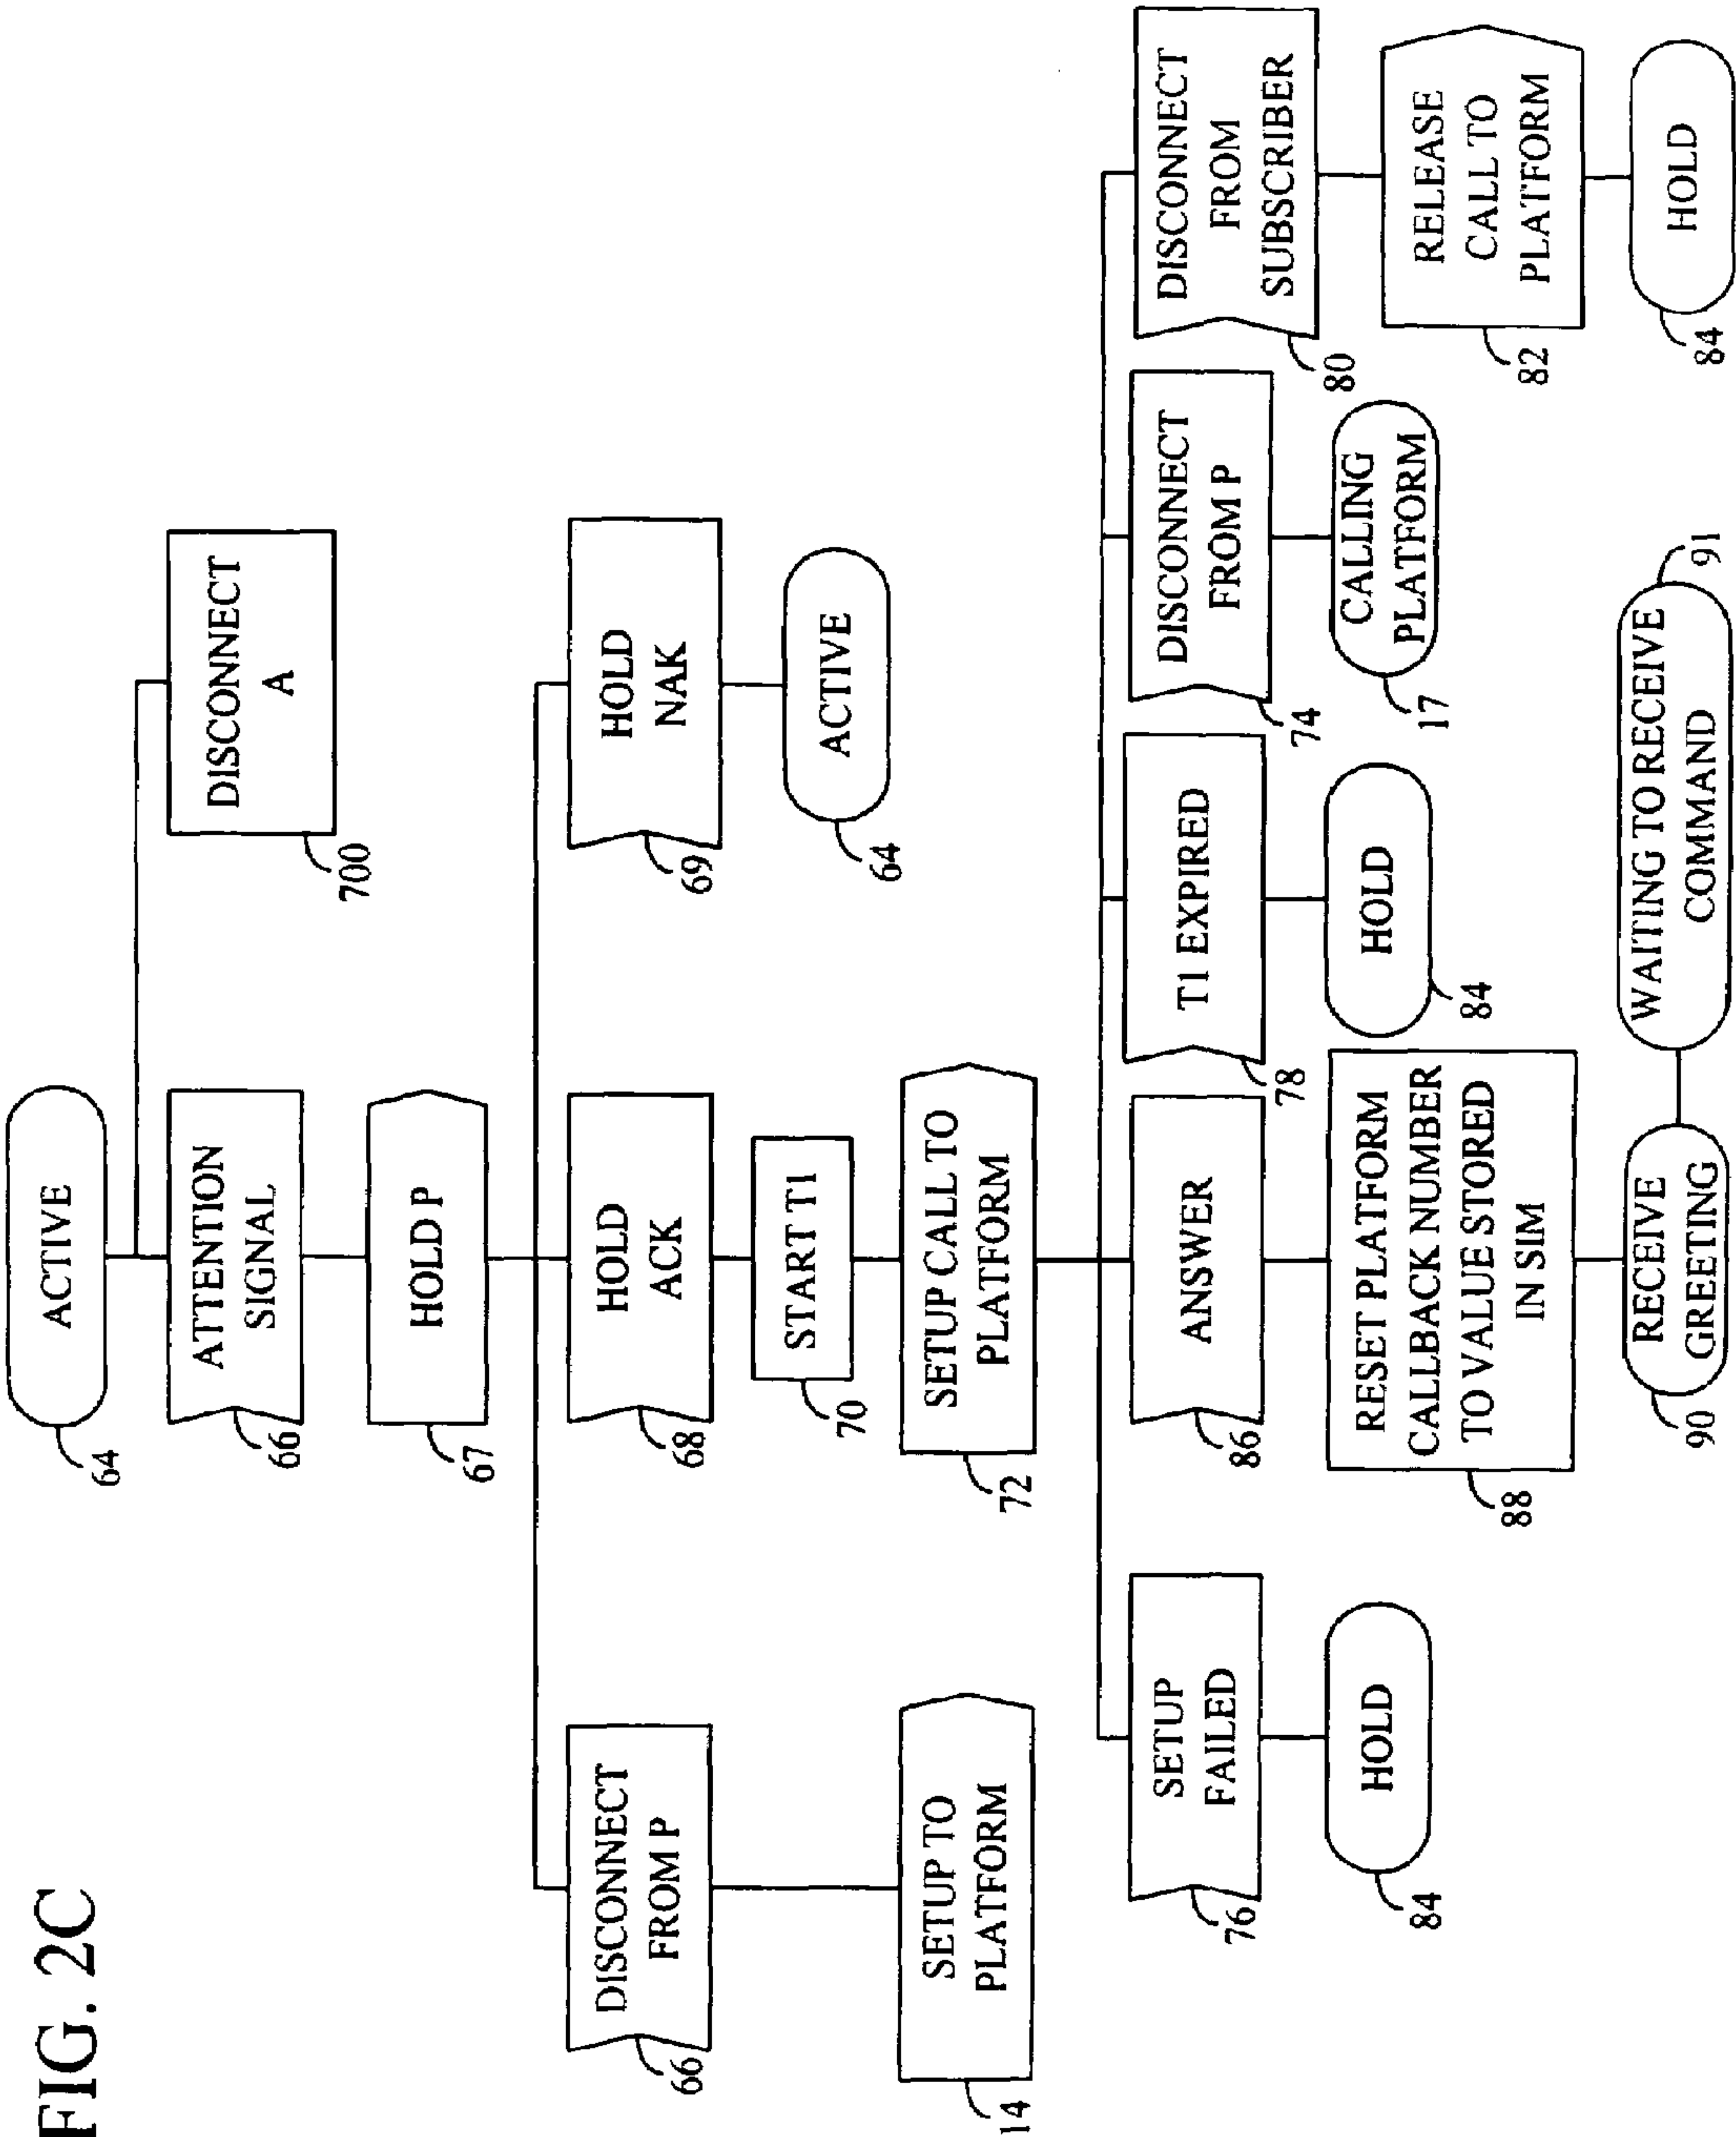 FIG. 2C
ACTIVE
64
ATTENTION
SIGNAL
66
DISCONNECT
A
700
HOLD P
67
DISCONNECT
FROM P
66
HOLD
ACK
68
HOLD
NAK
69
START T1
70
ACTIVE
64
SETUP TO
PLATFORM
14
SETUP CALL TO
PLATFORM
72
SETUP
FAILED
76
ANSWER
86
T1 EXPIRED
78
DISCONNECT
FROM P
74
DISCONNECT
FROM
SUBSCRIBER
80
HOLD
84
RESET PLATFORM
CALLBACK NUMBER
TO VALUE STORED
IN SIM
88
HOLD
84
CALLING
PLATFORM
17
RELEASE
CALL TO
PLATFORM
82
RECEIVE
GREETING
90
WAITING TO RECEIVE
COMMAND
91
HOLD
84